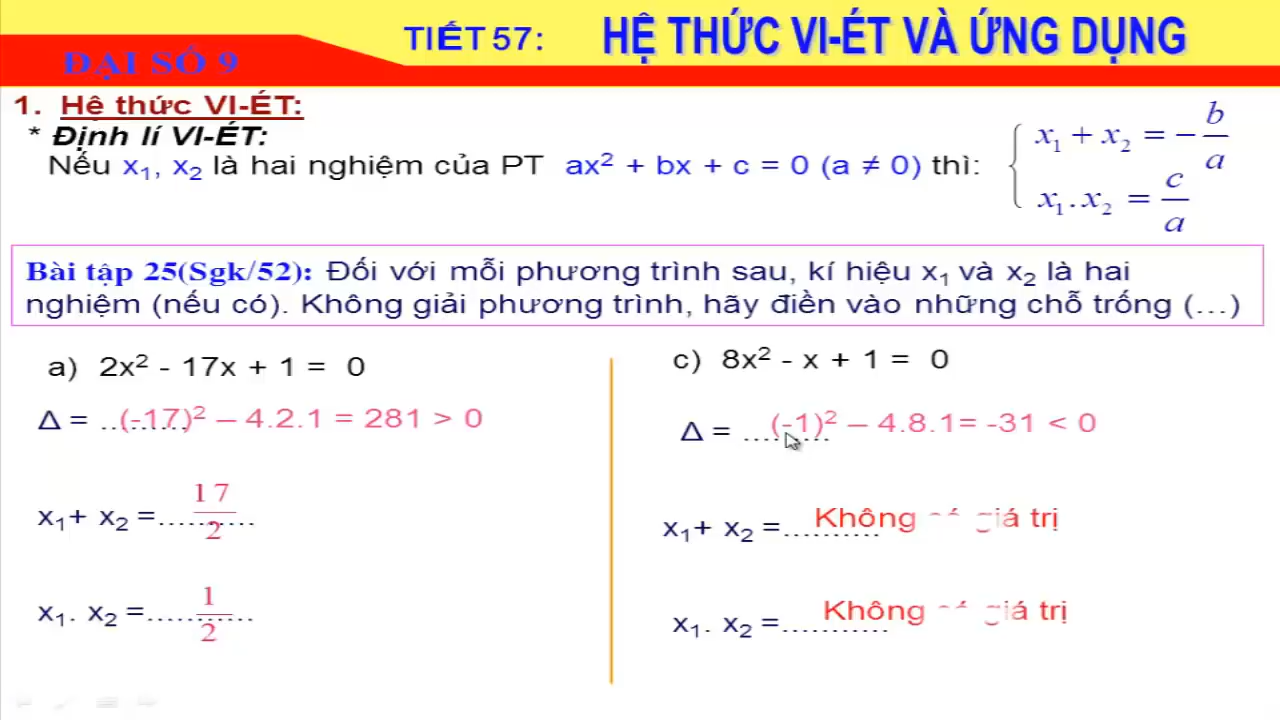 TIẾT 57: HỆ THỨC VI-ÉT VÀ ỨNG DỤNG
ĐẠI SỐ 9
1. Hệ thức VI-ÉT:
* Định lí VI-ÉT:
Nếu x₁, x₂ là hai nghiệm của PT ax² + bx + c = 0 (a ≠ 0) thì:
x₁ + x₂ = −b/a
x₁.x₂ = c/a
Bài tập 25(Sgk/52): Đối với mỗi phương trình sau, kí hiệu x₁ và x₂ là hai
nghiệm (nếu có). Không giải phương trình, hãy điền vào những chỗ trống (...)
a) 2x² - 17x + 1 = 0
Δ = ......... (-17)² – 4.2.1 = 281 > 0
x₁+ x₂ =.......... 17/2
x₁. x₂ =........... 1/2
c) 8x² - x + 1 = 0
Δ = ......... (-1)² – 4.8.1= -31 < 0
x₁+ x₂ =.......... Không giá trị
x₁. x₂ =........... Không giá trị